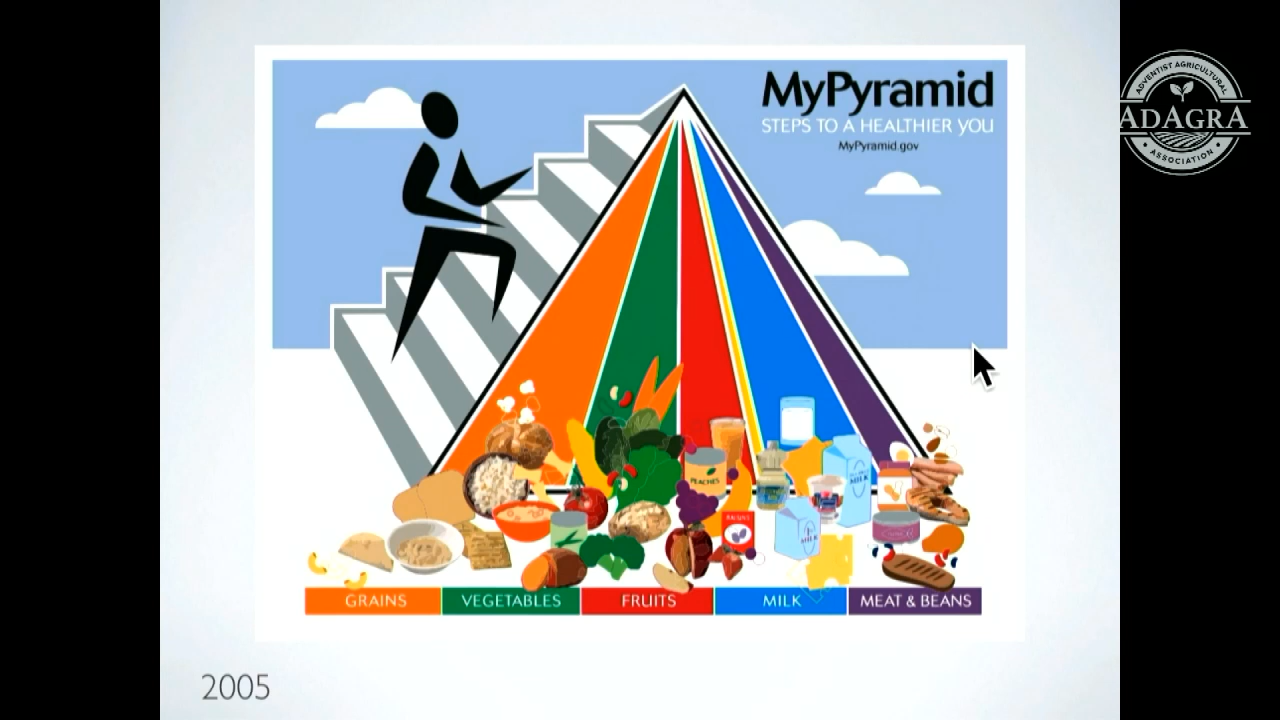 MyPyramid
STEPS TO A HEALTHIER YOU
MyPyramid.gov
ADVENTIST AGRICULTURAL
ADAGRA
ASSOCIATION
PEACHES
RAISINS
MILK
MILK
GRAINS
VEGETABLES
FRUITS
MILK
MEAT & BEANS
2005